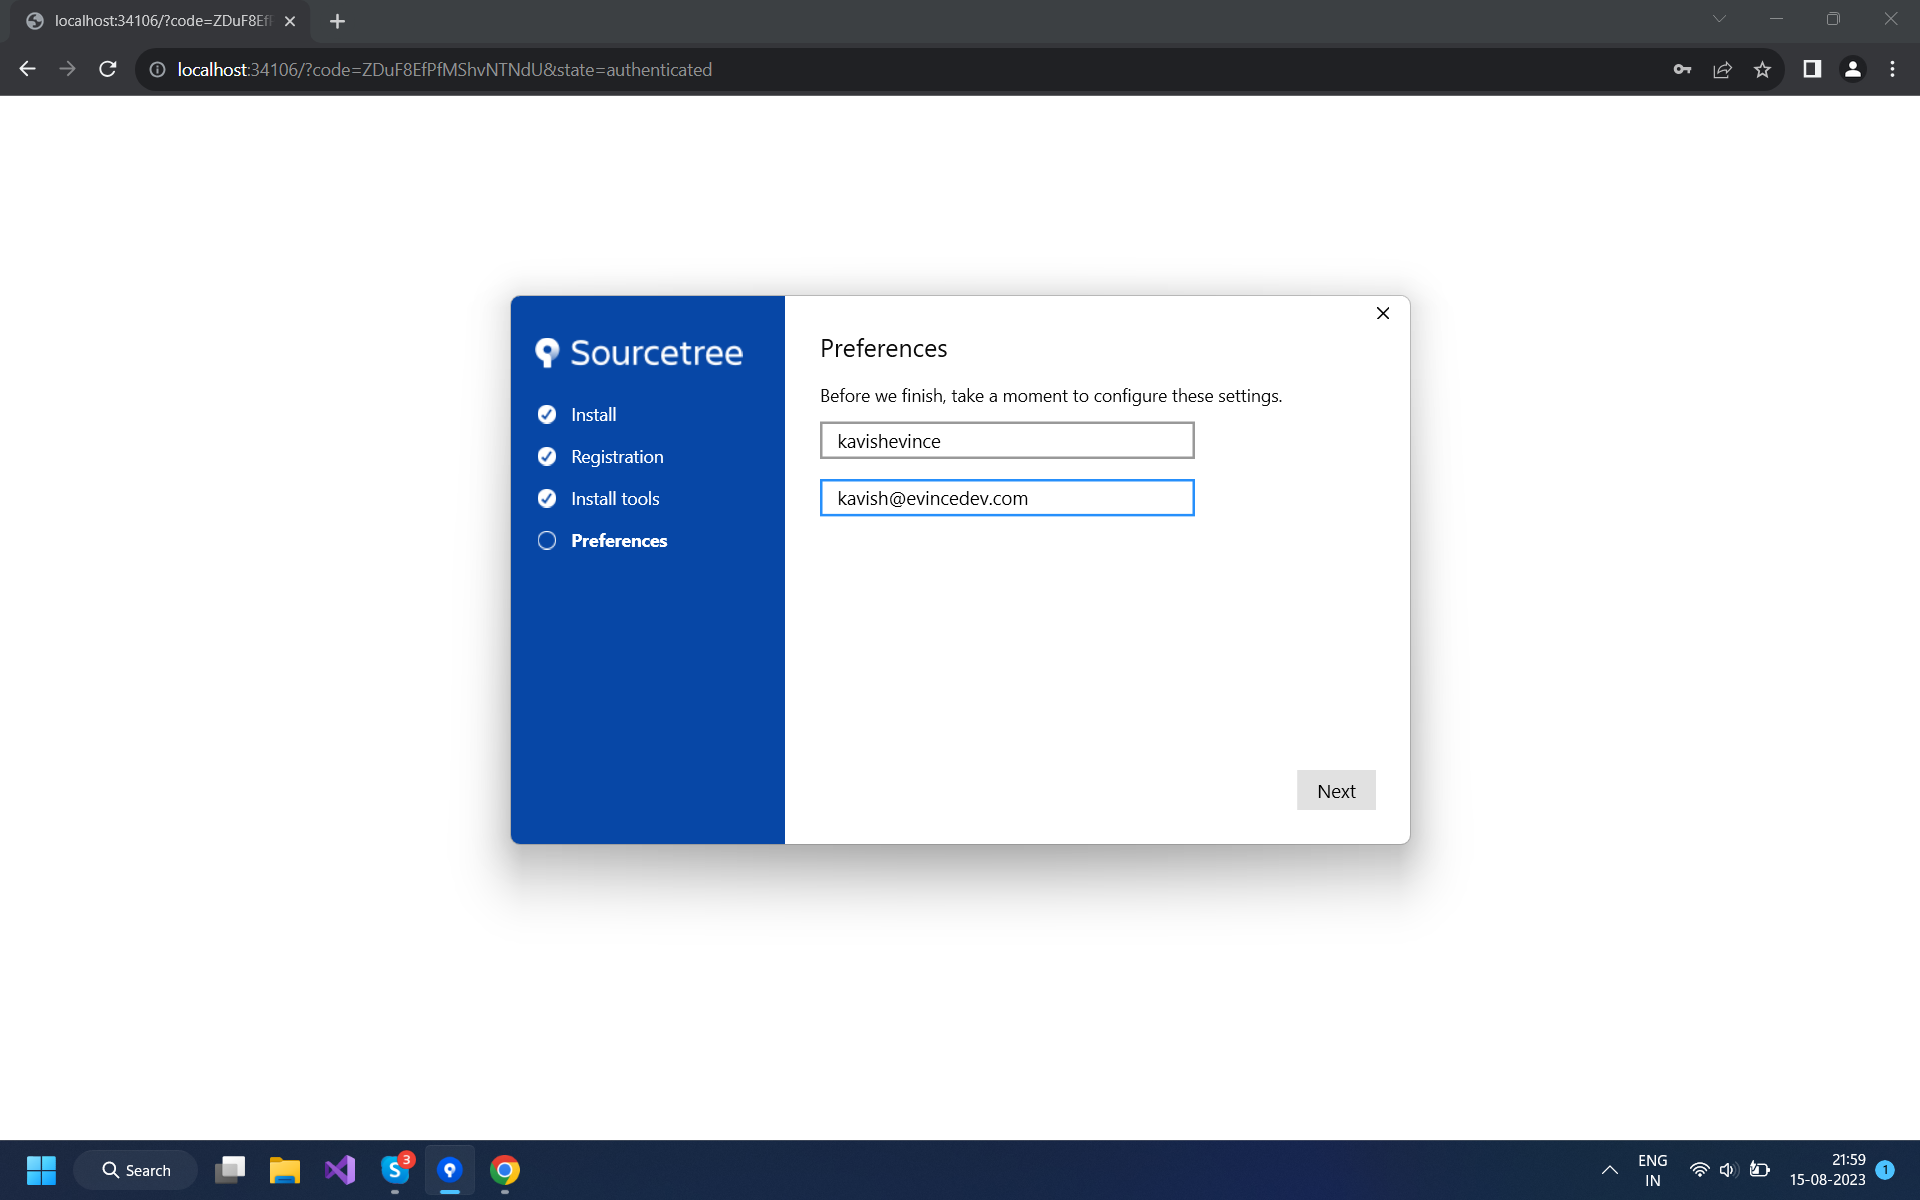 localhost:34106/?code=ZDuF8Eff
localhost:34106/?code=ZDuF8EfPfMShvNTNdU&state=authenticated
Sourcetree
Install
Registration
Install tools
Preferences
Preferences
Before we finish, take a moment to configure these settings.
kavishevince
kavish@evincedev.com
Next
Search
S
3
ENG
IN
21:59
15-08-2023
1